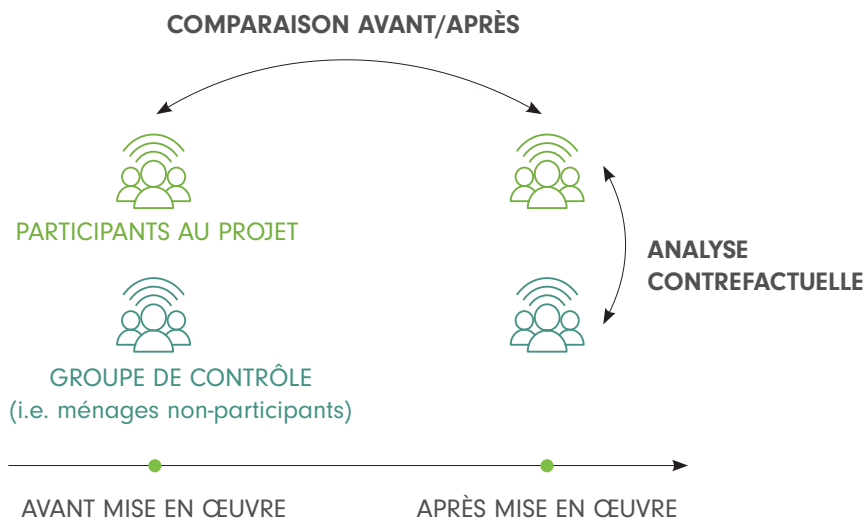 COMPARAISON AVANT/APRÈS
PARTICIPANTS AU PROJET
ANALYSE
CONTREFACTUELLE
GROUPE DE CONTRÔLE
(i.e. ménages non-participants)
AVANT MISE EN ŒUVRE
APRÈS MISE EN ŒUVRE